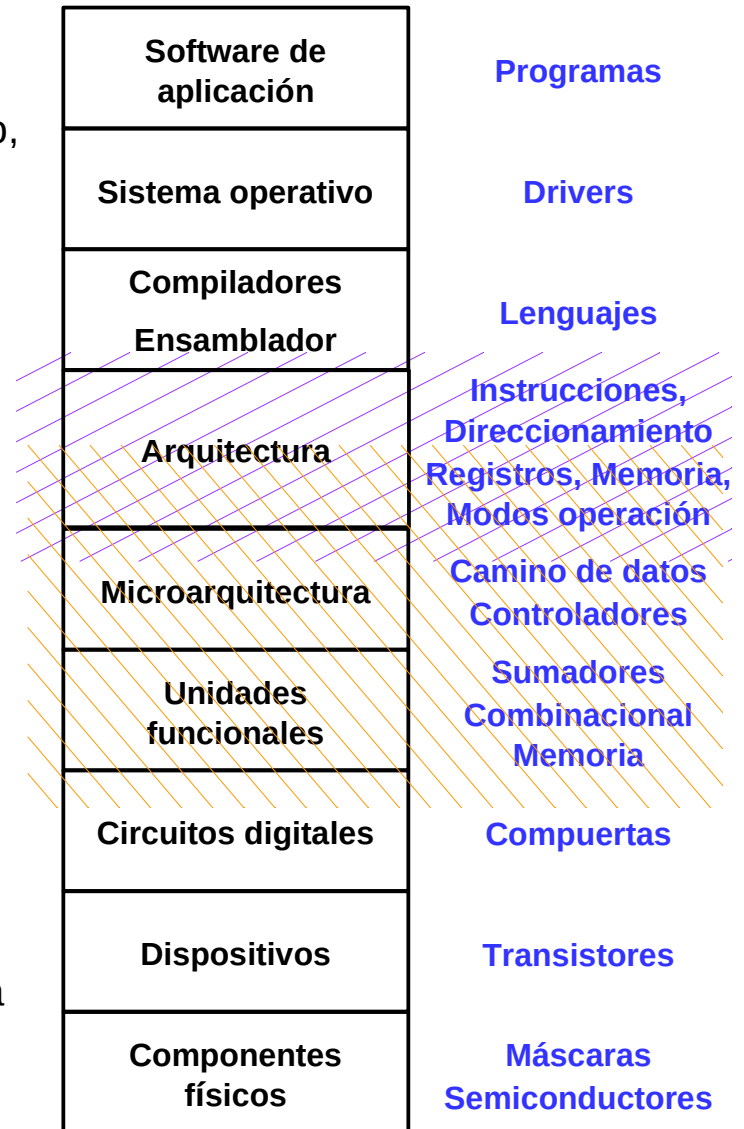 Software de
aplicación
Programas
o,
Sistema operativo
Drivers
Compiladores
Ensamblador
Lenguajes
Arquitectura
Instrucciones,
Direccionamiento
Registros, Memoria,
Modos operación
Microarquitectura
Camino de datos
Controladores
Unidades
funcionales
Sumadores
Combinacional
Memoria
Circuitos digitales
Compuertas
Dispositivos
Transistores
a
Componentes
físicos
Máscaras
Semiconductores